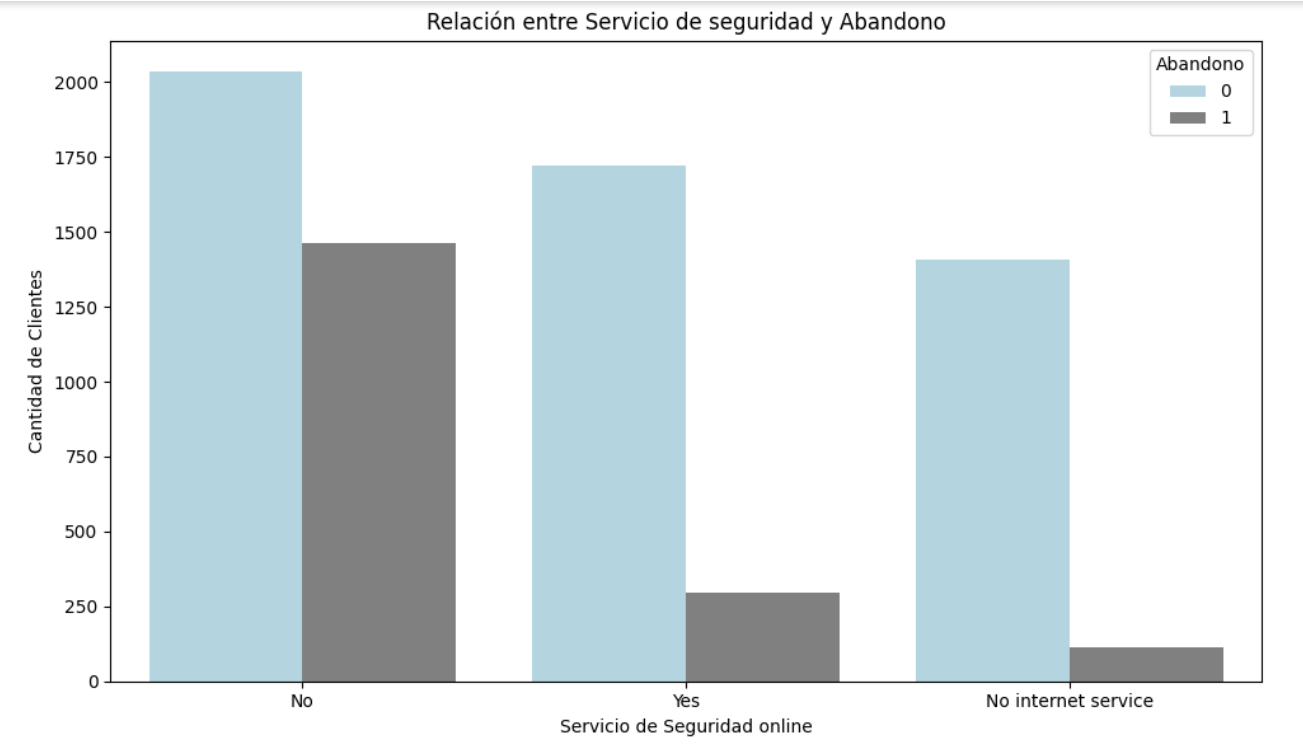 Relación entre Servicio de seguridad y Abandono
Abandono
0
1
2000
1750
1500
1250
1000
750
500
250
0
Cantidad de Clientes
No
Yes
No internet service
Servicio de Seguridad online